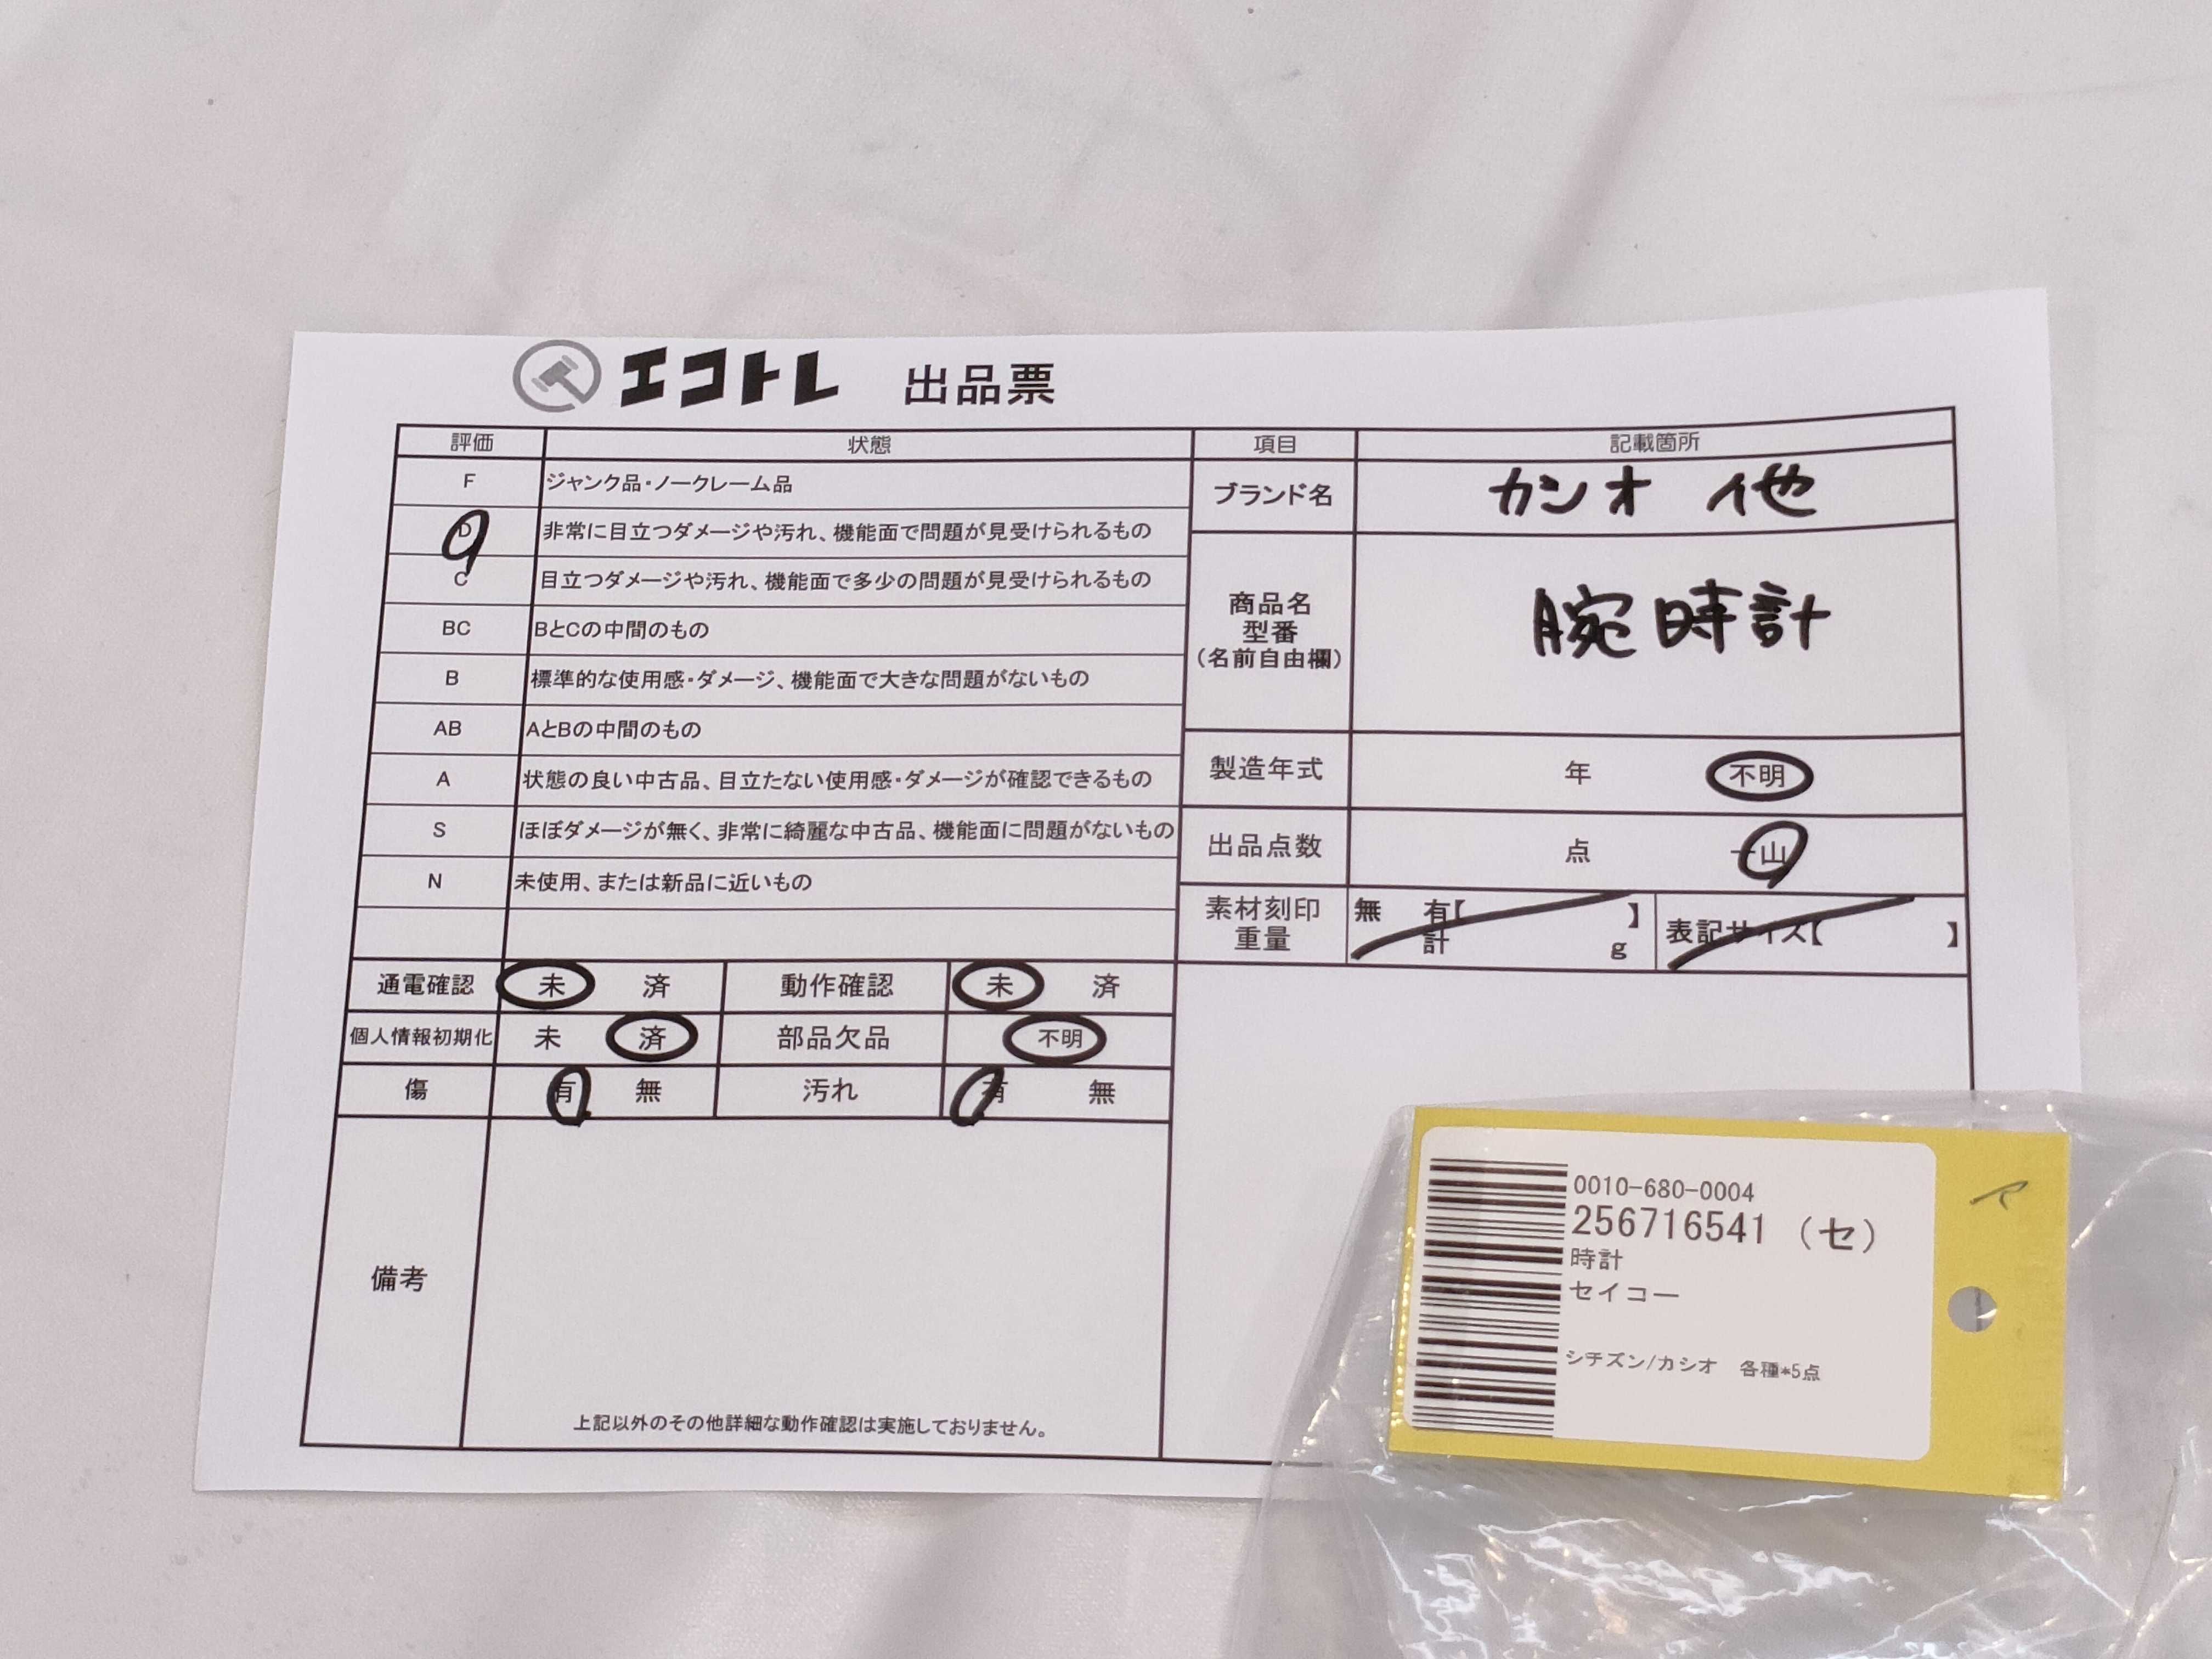 エコトレ 出品票
評価 状態 項目 記載箇所
F ジャンク品・ノークレーム品
D 非常に目立つダメージや汚れ、機能面で問題が見受けられるもの
C 目立つダメージや汚れ、機能面で多少の問題が見受けられるもの
BC BとCの中間のもの
B 標準的な使用感・ダメージ、機能面で大きな問題がないもの
AB AとBの中間のもの
A 状態の良い中古品、目立たない使用感・ダメージが確認できるもの
S ほぼダメージが無く、非常に綺麗な中古品、機能面に問題がないもの
N 未使用、または新品に近いもの
ブランド名 カシオ 他
商品名
型番
(名前自由欄)
腕時計
製造年式 年 不明
出品点数 点 一山
素材刻印
重量
無 有【 】
計 g
表記サイズ【 】
通電確認 未 済 動作確認 未 済
個人情報初期化 未 済 部品欠品 不明
傷 有 無 汚れ 有 無
備考
上記以外のその他詳細な動作確認は実施しておりません。
0010-680-0004
256716541 (セ)
時計
セイコー
シチズン/カシオ 各種*5点